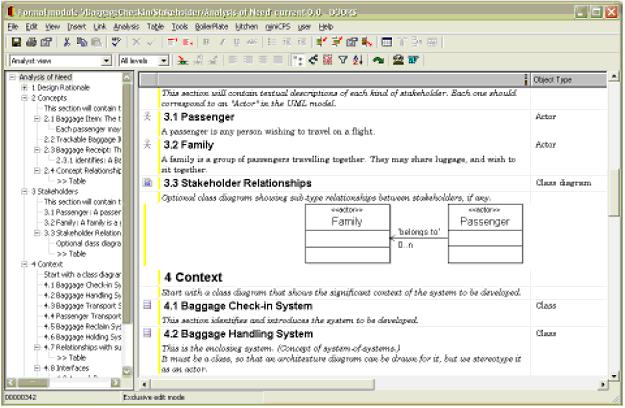 Formal module '/BaggageCheckin/Stakeholder/Analysis of Need' current 0.0 - DOORS
File Edit View Insert Link Analysis Table Tools BoilerPlate kitchen miniCPS user Help
Analyst view
All levels
Analysis of Need
1 Design Rationale
2 Concepts
This section will contain t
2.1 Baggage Item: The t
Each passenger may
2.2 Trackable Baggage I
2.3 Baggage Receipt: Th
2.3.1 identifies: A Ba
2.4 Concept Relationship
>> Table
3 Stakeholders
This section will contain t
3.1 Passenger: A passer
3.2 Family: A family is a g
3.3 Stakeholder Relation
Optional class diagra
>> Table
4 Context
Start with a class diagrar
4.1 Baggage Check-in Sy
4.2 Baggage Handling Sy
4.3 Baggage Transport S
4.4 Passenger Transport
4.5 Baggage Reclaim Sys
4.6 Baggage Holding Sys
4.7 Relationships with su
>> Table
4.8 Interfaces
Object Type
This section will contain textual descriptions of each kind of stakeholder. Each one should
correspond to an "Actor" in the UML model.
3.1 Passenger
Actor
A passenger is any person wishing to travel on a flight.
3.2 Family
Actor
A family is a group of passengers travelling together. They may share luggage, and wish to
sit together.
3.3 Stakeholder Relationships
Class diagram
Optional class diagram showing sub-type relationships between stakeholders, if any.
<<actor>>
Family
<<actor>>
Passenger
'belongs to'
0..n
4 Context
Start with a class diagram that shows the significant context of the system to be developed.
4.1 Baggage Check-in System
Class
This section identifies and introduces the system to be developed.
4.2 Baggage Handling System
Class
This is the enclosing system. (Concept of system-of-systems.)
It must be a class, so that an architecture diagram can be drawn for it, but we stereotype it
as an actor.
00000342
Exclusive edit mode